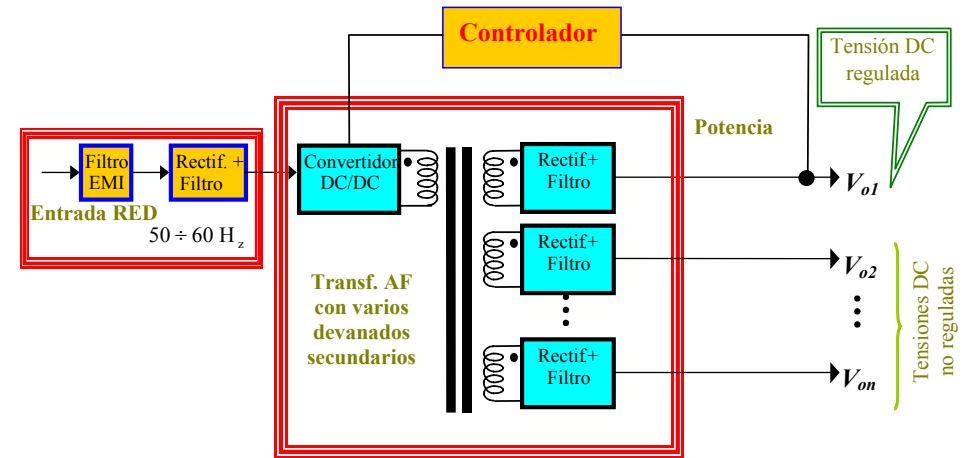 Controlador
Tensión DC
regulada
Potencia
Filtro
EMI
Rectif. +
Filtro
Convertidor
DC/DC
Rectif+
Filtro
Vo1
Entrada RED
50 ÷ 60 Hz
Rectif+
Filtro
Vo2
Transf. AF
con varios
devanados
secundarios
Rectif+
Filtro
Von
Tensiones DC
no reguladas